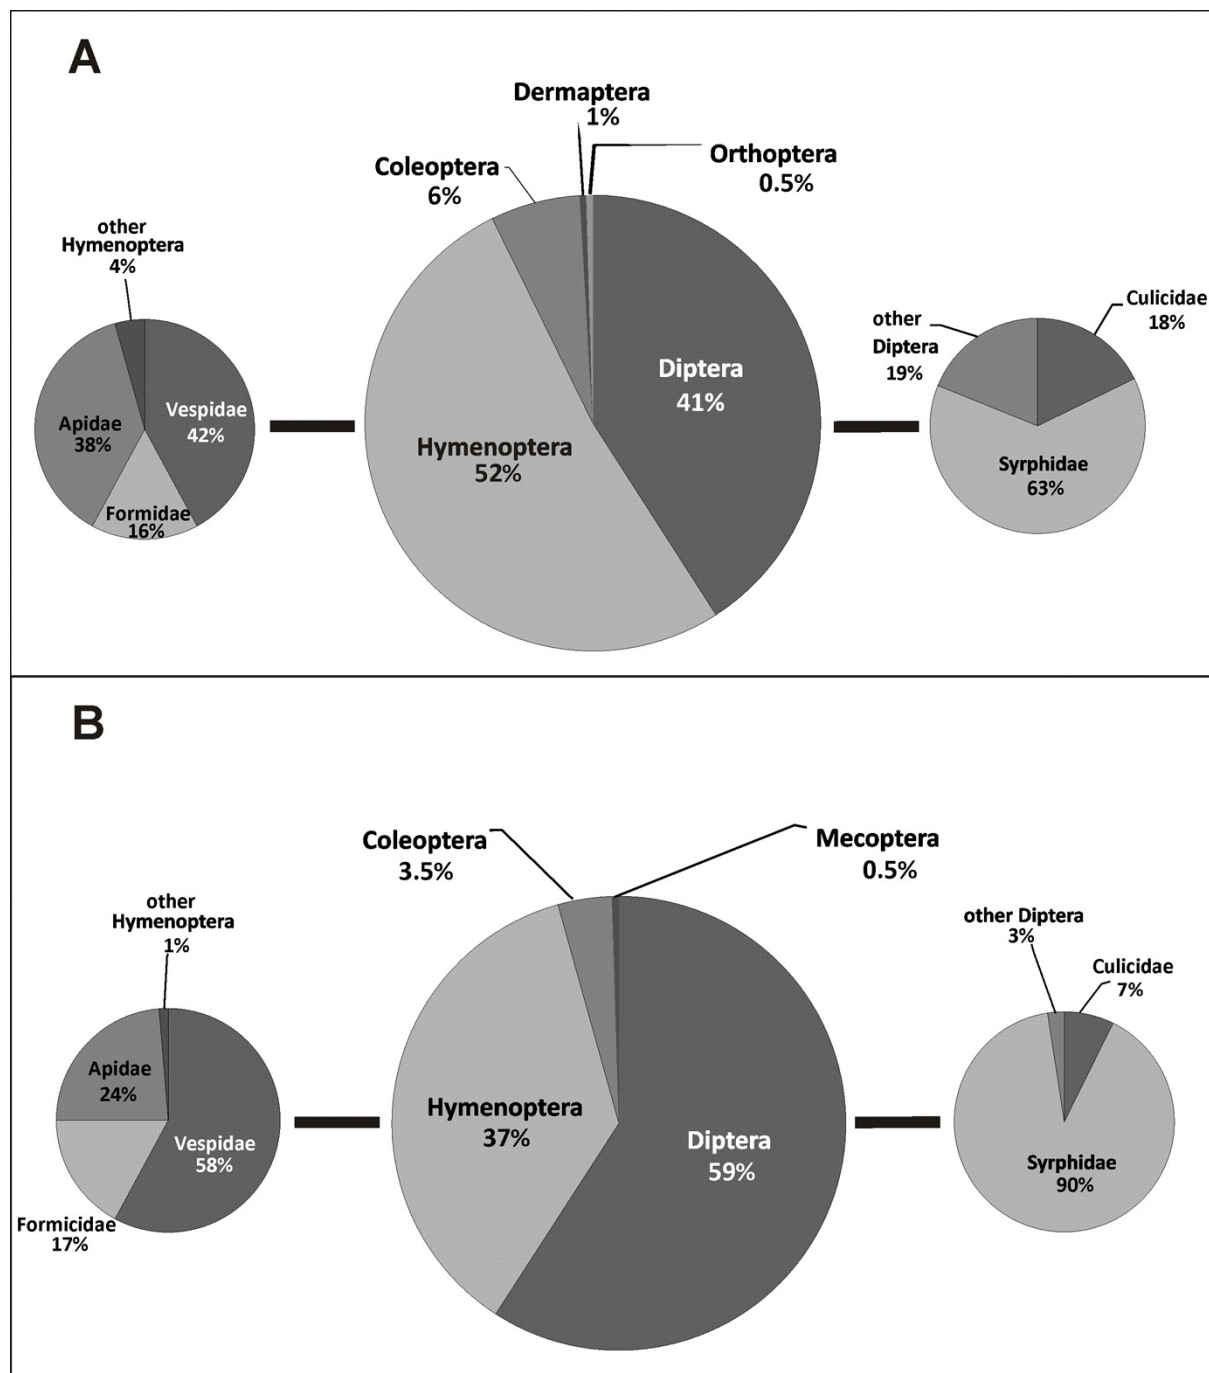 A
Dermaptera
1%
Orthoptera
0.5%
Coleoptera
6%
other
Hymenoptera
4%
Apidae
38%
Vespidae
42%
Formidae
16%
Hymenoptera
52%
Diptera
41%
other
Diptera
19%
Culicidae
18%
Syrphidae
63%
B
Coleoptera
3.5%
Mecoptera
0.5%
other
Hymenoptera
1%
Apidae
24%
Vespidae
58%
Formicidae
17%
Hymenoptera
37%
Diptera
59%
other Diptera
3%
Culicidae
7%
Syrphidae
90%